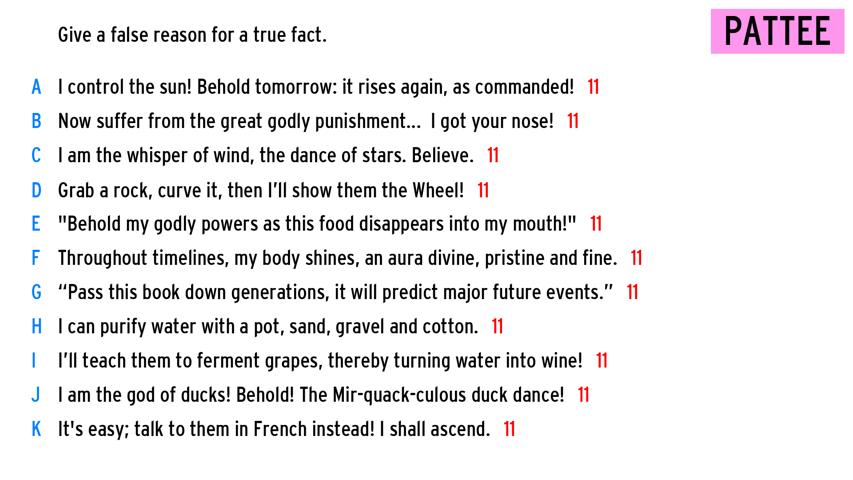 Give a false reason for a true fact.
PATTEE
A I control the sun! Behold tomorrow: it rises again, as commanded! 11
B Now suffer from the great godly punishment... I got your nose! 11
C I am the whisper of wind, the dance of stars. Believe. 11
D Grab a rock, curve it, then I’ll show them the Wheel! 11
E "Behold my godly powers as this food disappears into my mouth!" 11
F Throughout timelines, my body shines, an aura divine, pristine and fine. 11
G “Pass this book down generations, it will predict major future events.” 11
H I can purify water with a pot, sand, gravel and cotton. 11
I I’ll teach them to ferment grapes, thereby turning water into wine! 11
J I am the god of ducks! Behold! The Mir-quack-culous duck dance! 11
K It's easy; talk to them in French instead! I shall ascend. 11